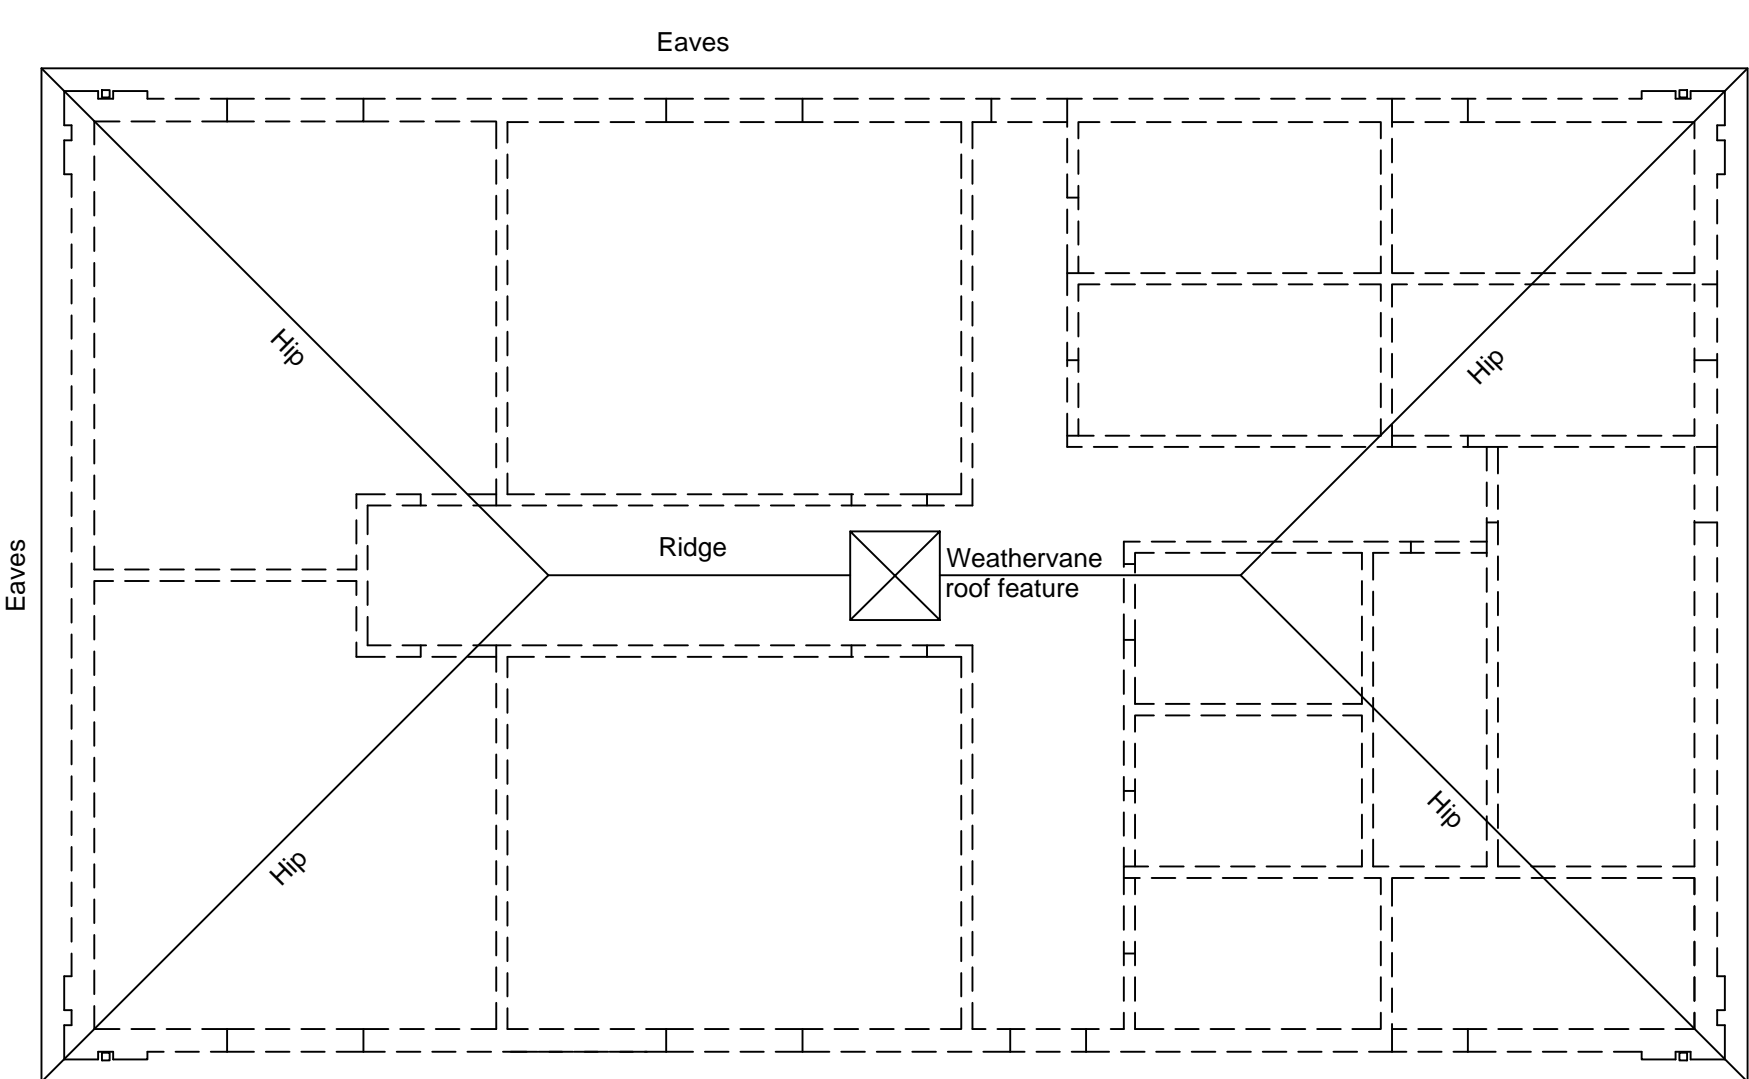 Eaves
Hip
Hip
Eaves
Ridge
Weathervane
roof feature
Hip
Hip